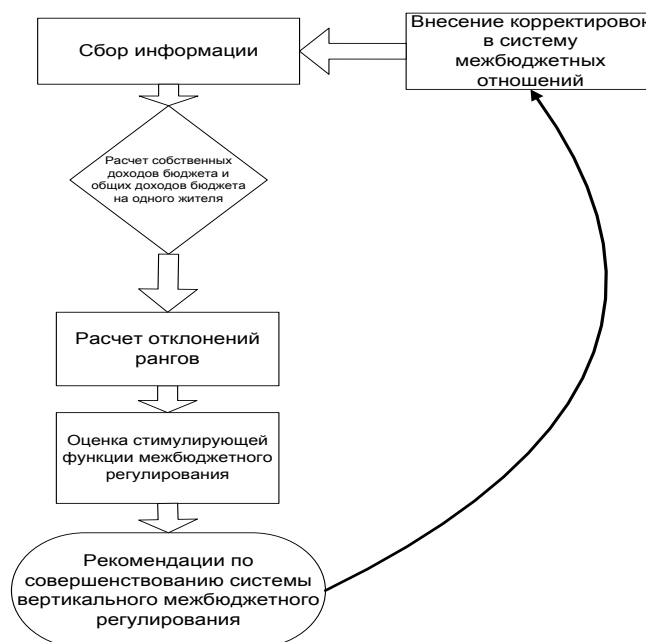 Сбор информации
Внесение корректировок
в систему
межбюджетных
отношений
Расчет собственных
доходов бюджета и
общих доходов бюджета
на одного жителя
Расчет отклонений
рангов
Оценка стимулирующей
функции межбюджетного
регулирования
Рекомендации по
совершенствованию системы
вертикального межбюджетного
регулирования